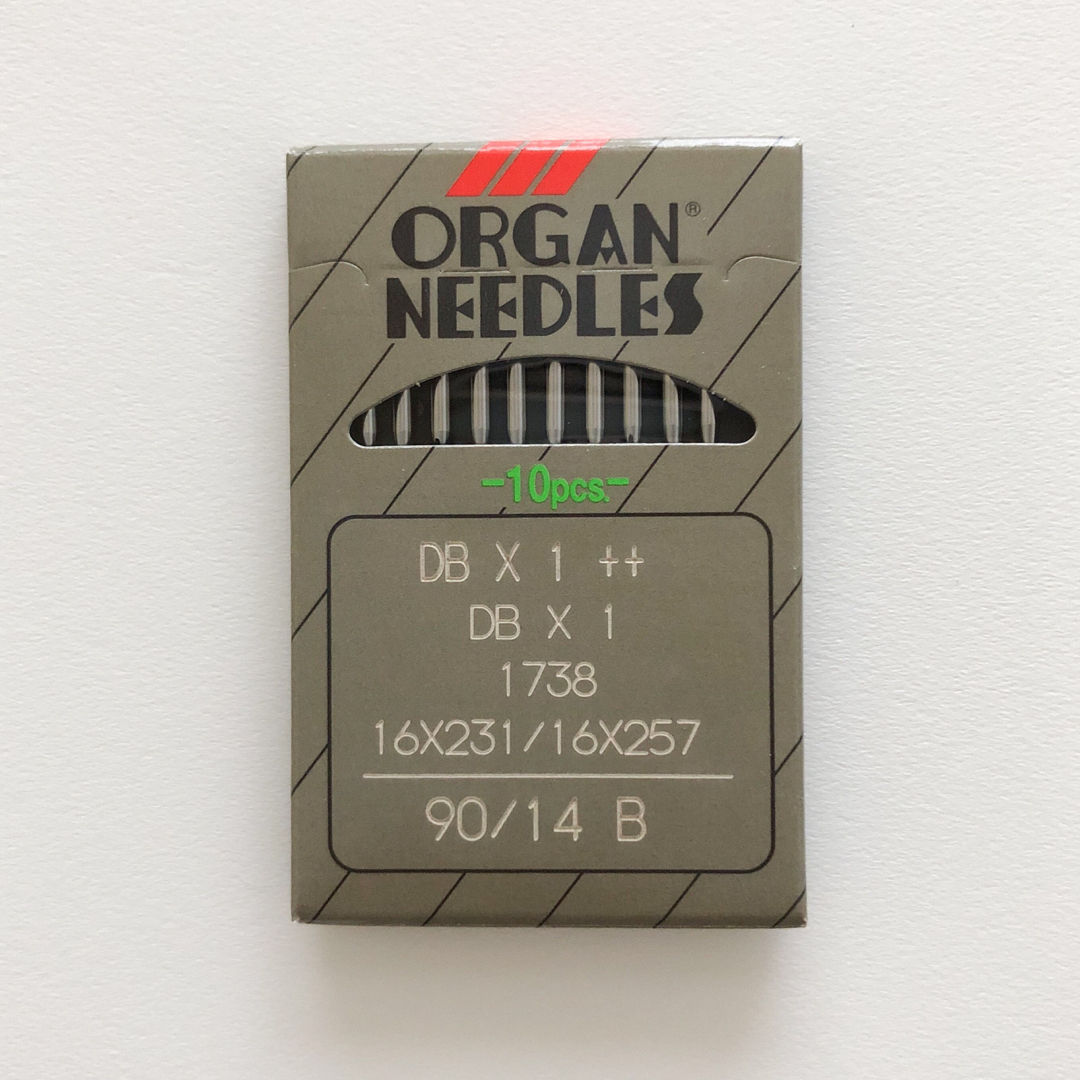 ORGAN®
NEEDLES
-10pcs.-
DB X 1 ++
DB X 1
1738
16X231/16X257
90/14 B